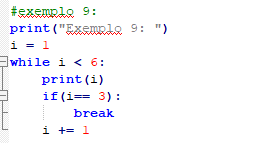 #exemplo 9:
print("Exemplo 9: ")
i = 1
while i < 6:
    print(i)
    if(i== 3):
        break
    i += 1